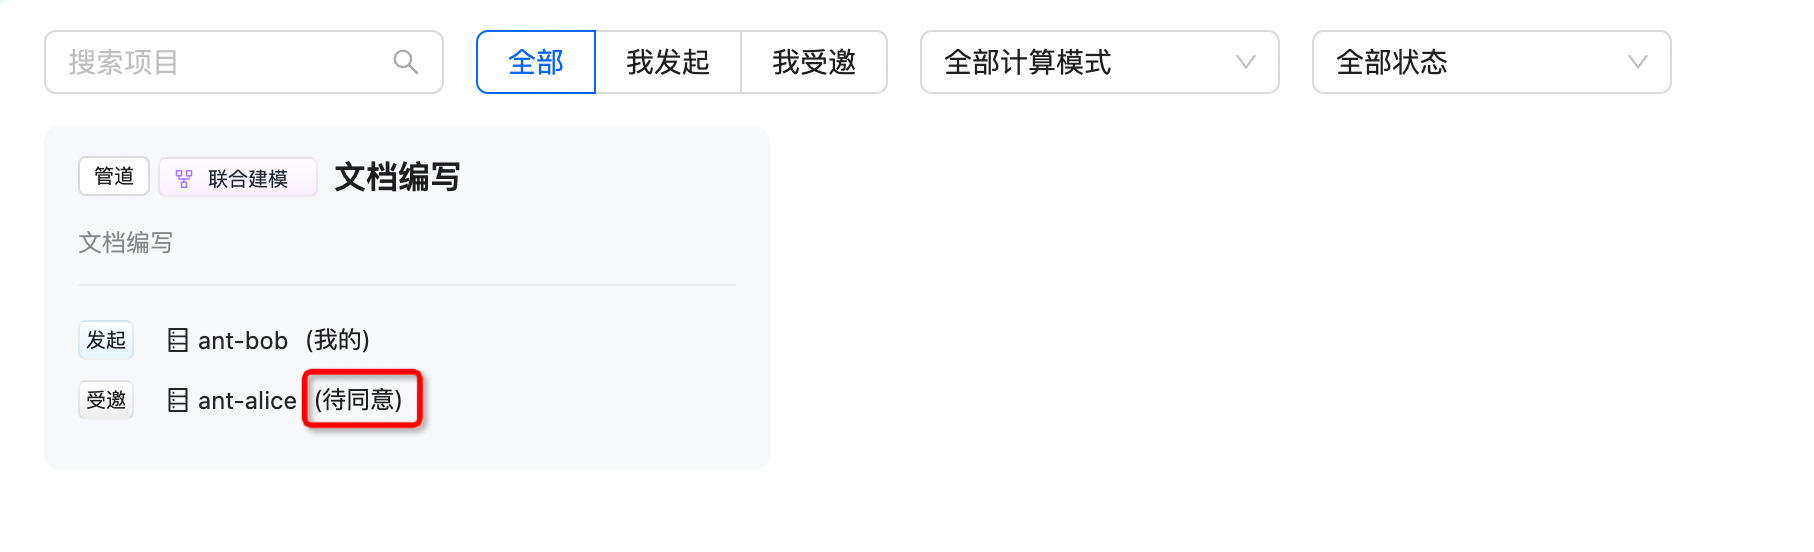 搜索项目 全部 我发起 我受邀 全部计算模式 全部状态
管道 联合建模 文档编写
文档编写
发起 ant-bob (我的)
受邀 ant-alice (待同意)